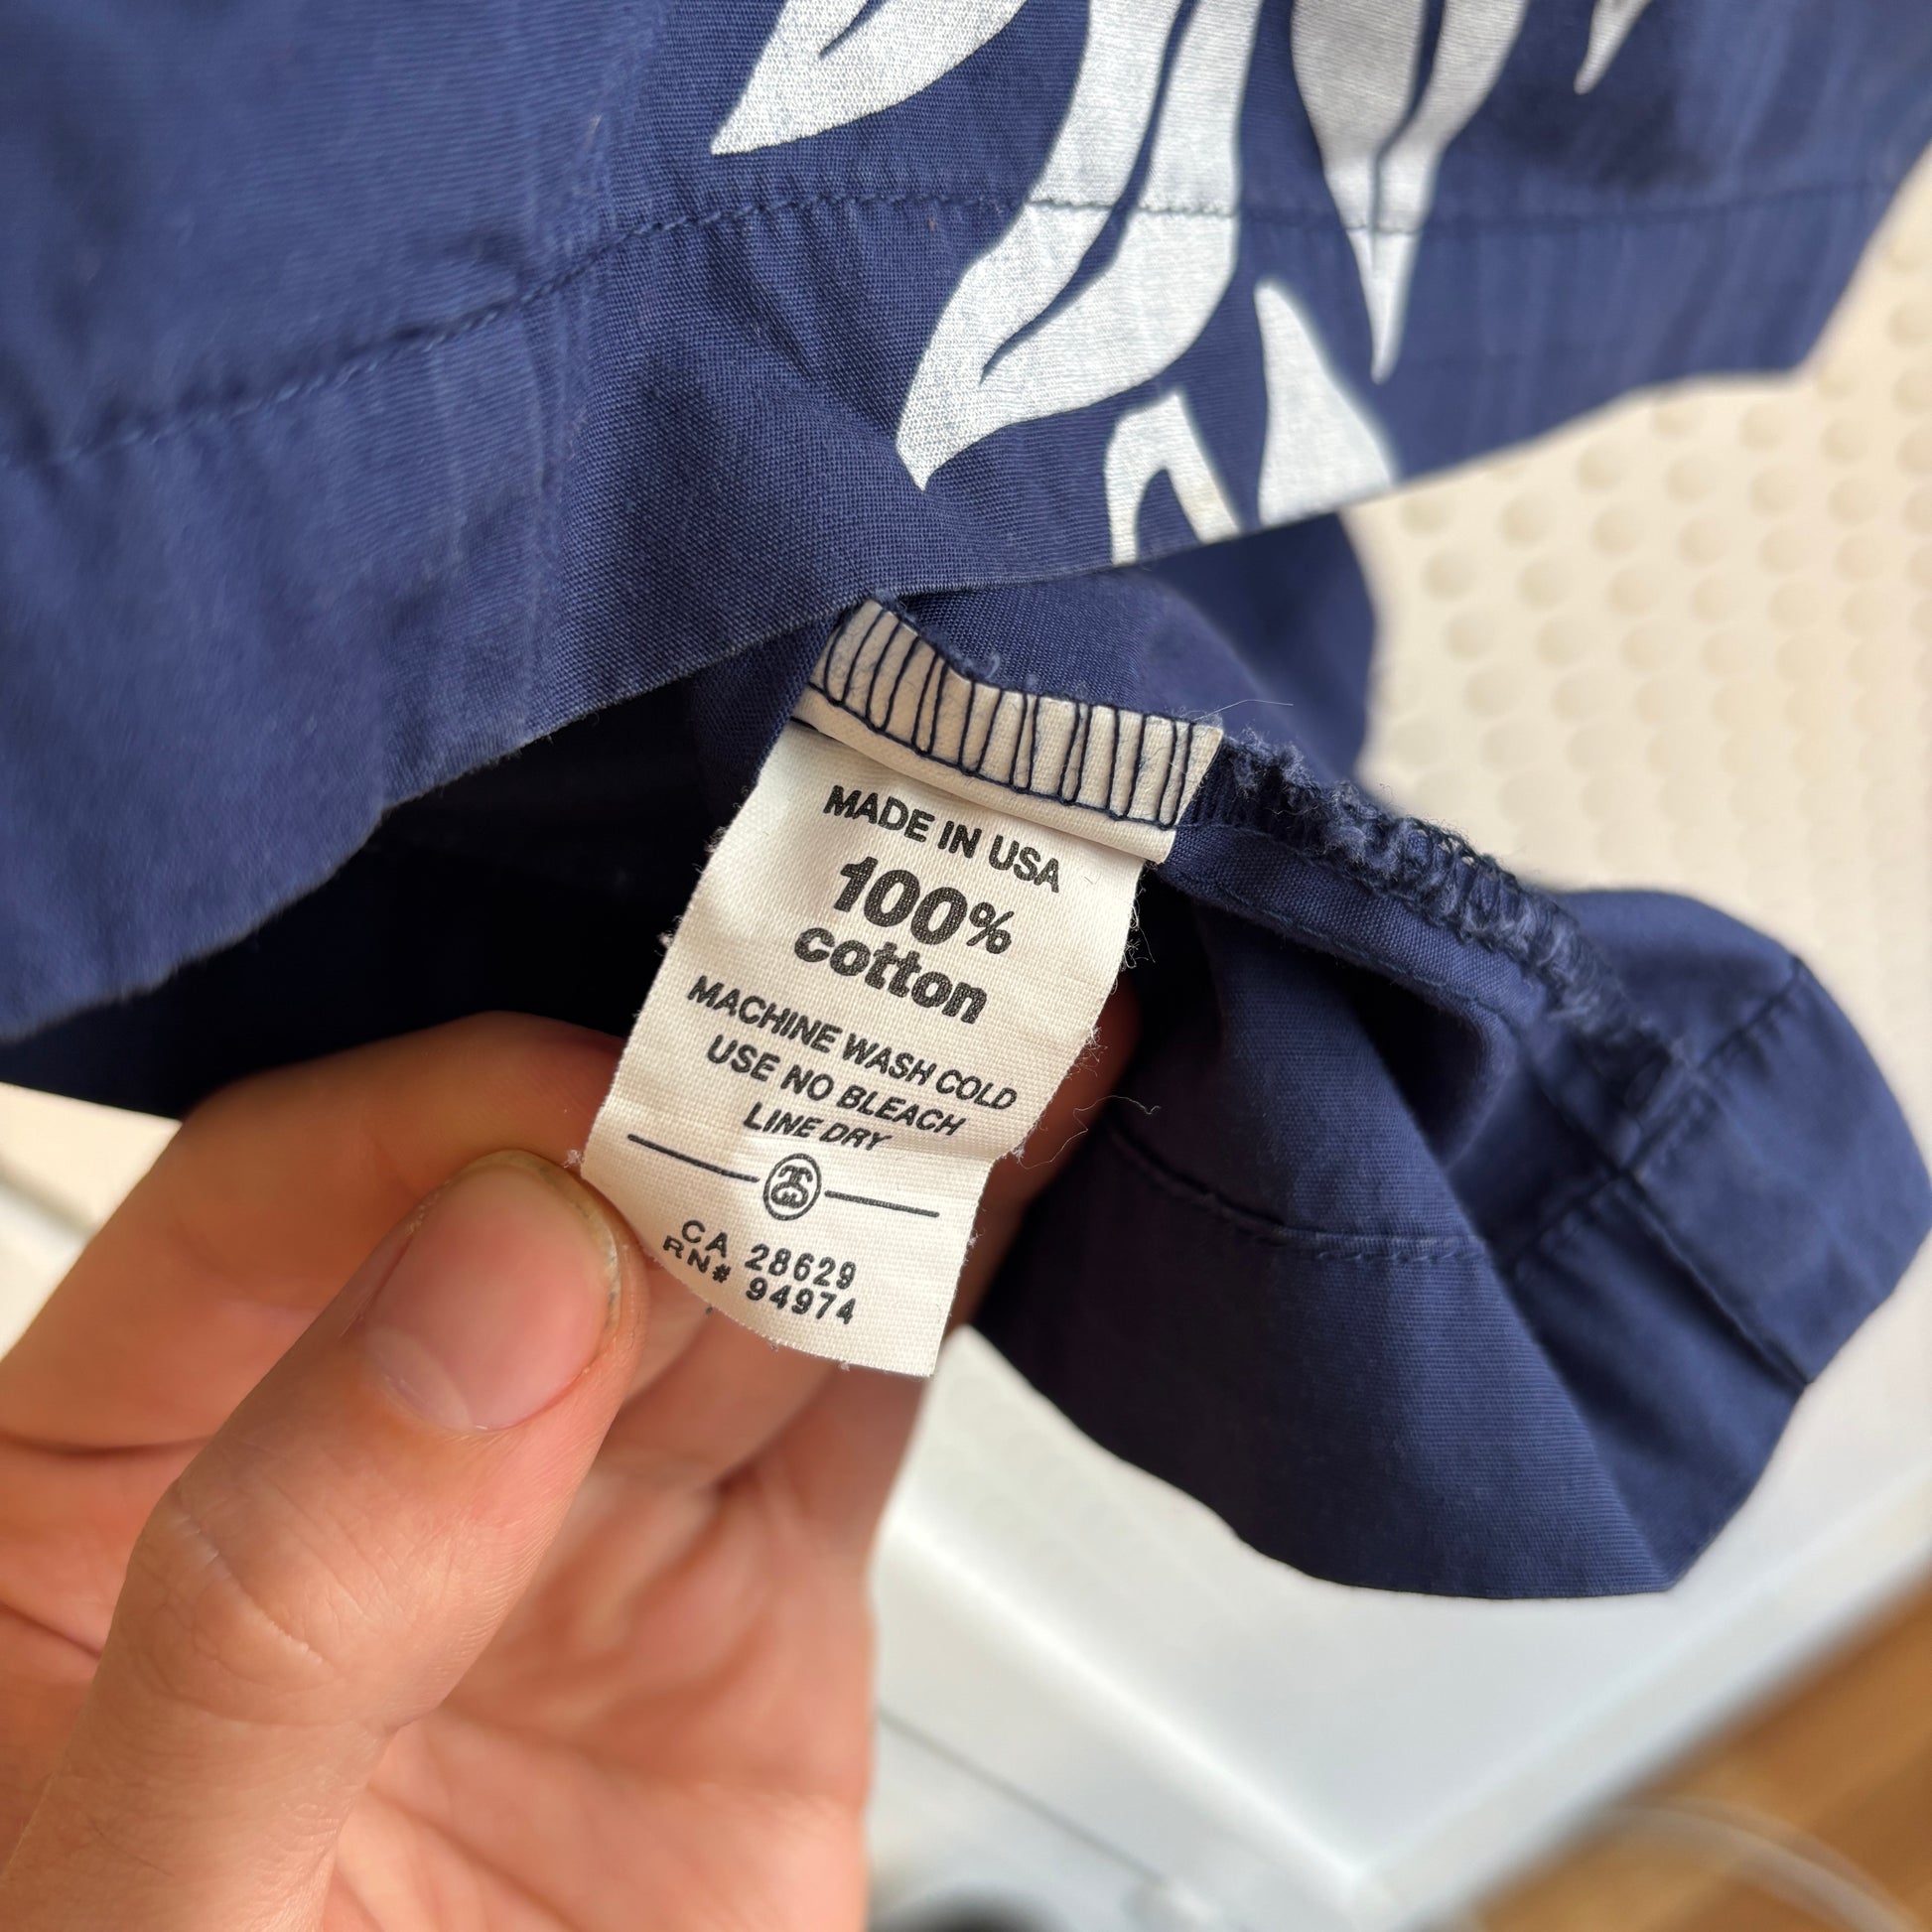 MADE IN USA
100%
cotton
MACHINE WASH COLD
USE NO BLEACH
LINE DRY
CA 28629
RN# 94974